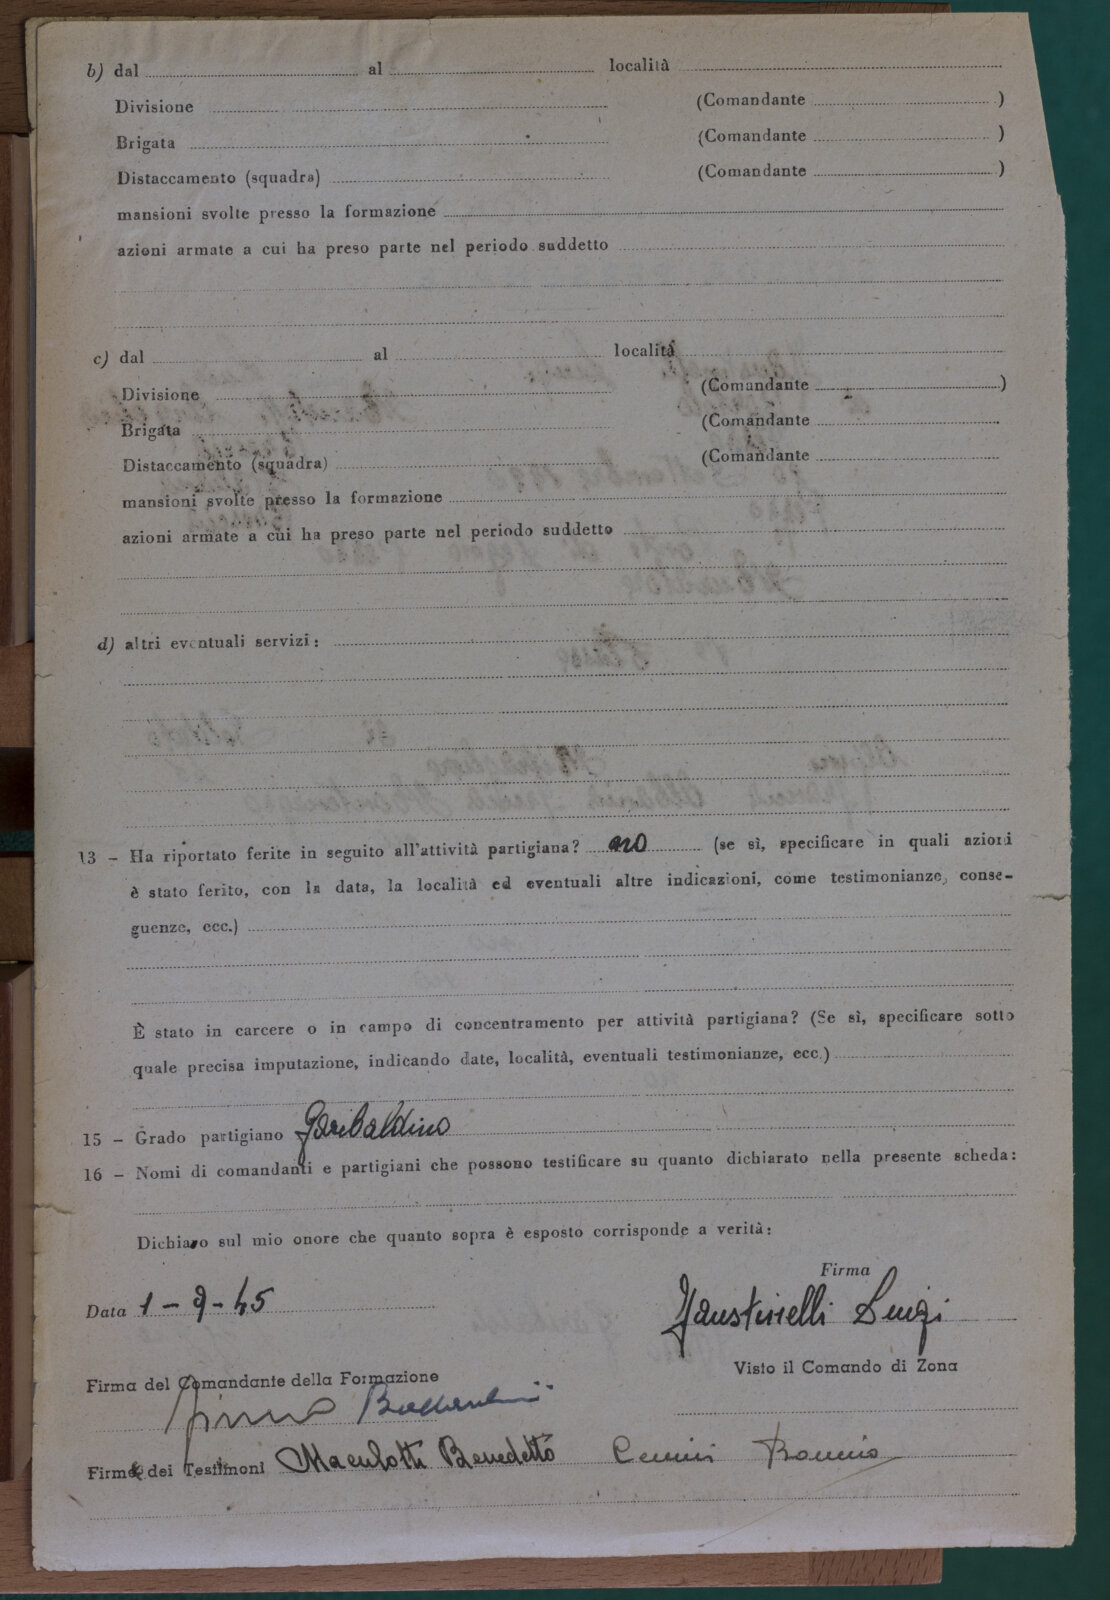 b) dal al località
Divisione (Comandante )
Brigata (Comandante )
Distaccamento (squadra) (Comandante )
mansioni svolte presso la formazione
azioni armate a cui ha preso parte nel periodo suddetto
c) dal al località
Divisione (Comandante )
Brigata (Comandante
Distaccamento (squadra) (Comandante
mansioni svolte presso la formazione
azioni armate a cui ha preso parte nel periodo suddetto
d) altri eventuali servizi:
13 - Ha riportato ferite in seguito all'attività partigiana? no (se sì, specificare in quali azioni
è stato ferito, con la data, la località ed eventuali altre indicazioni, come testimonianze, conse-
guenze, ecc.)
È stato in carcere o in campo di concentramento per attività partigiana? (Se sì, specificare sotto
quale precisa imputazione, indicando date, località, eventuali testimonianze, ecc.)
15 - Grado partigiano Garibaldino
16 - Nomi di comandanti e partigiani che possono testificare su quanto dichiarato nella presente scheda:
Dichiaro sul mio onore che quanto sopra è esposto corrisponde a verità:
Firma
Data 1-9-45 Faustinelli Luigi
Visto il Comando di Zona
Firma del Comandante della Formazione
Firme dei Testimoni Maculotti Benedetto